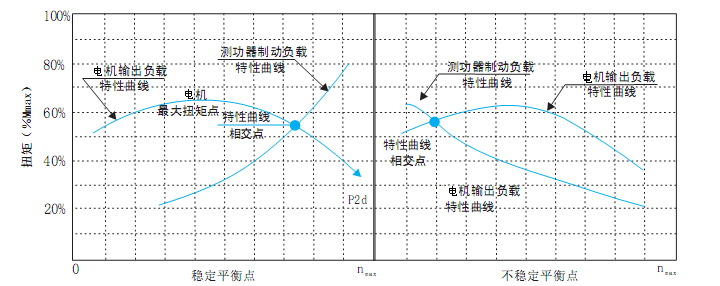 100%
80%
60%
40%
20%
扭矩(%Mmax)
测功器制动负载
特性曲线
电机输出负载
特性曲线
电机
最大扭矩点
特性曲线
相交点
P2d
0
稳定平衡点
nmax
测功器制动负载
特性曲线
电机输出负载
特性曲线
特性曲线
相交点
电机输出负载
特性曲线
不稳定平衡点
nmax